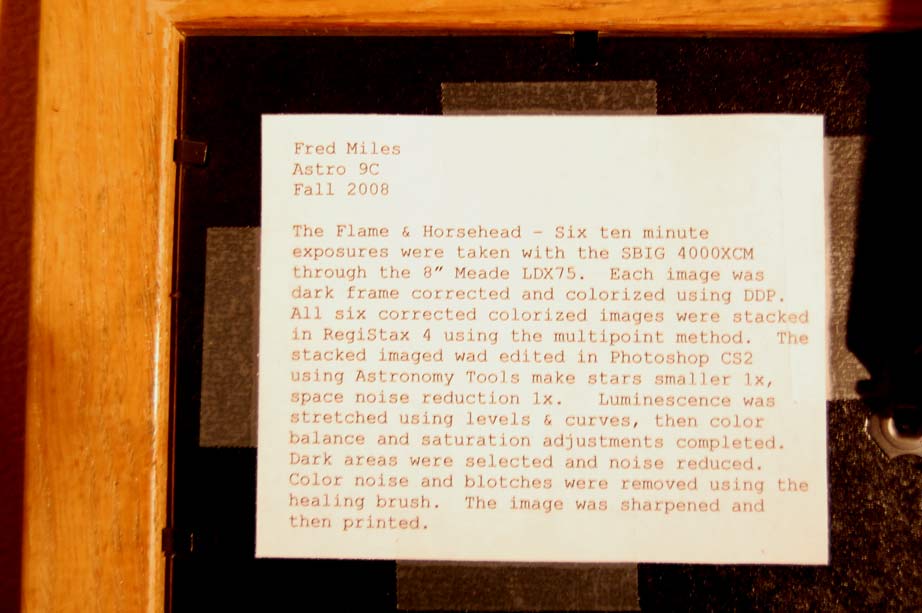 Fred Miles
Astro 9C
Fall 2008
The Flame & Horsehead - Six ten minute
exposures were taken with the SBIG 4000XCM
through the 8" Meade LDX75.  Each image was
dark frame corrected and colorized using DDP.
All six corrected colorized images were stacked
in RegiStax 4 using the multipoint method.  The
stacked imaged wad edited in Photoshop CS2
using Astronomy Tools make stars smaller 1x,
space noise reduction 1x.   Luminescence was
stretched using levels & curves, then color
balance and saturation adjustments completed.
Dark areas were selected and noise reduced.
Color noise and blotches were removed using the
healing brush.  The image was sharpened and
then printed.